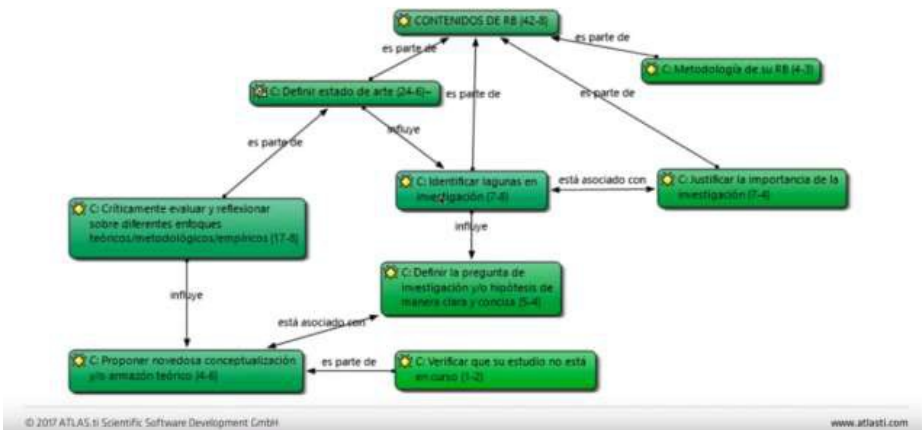 CONTENIDOS DE RB (42-8)
es parte de
es parte de
C: Metodología de su RB (4-3)
C: Definir estado de arte (24-6)~
es parte de
es parte de
es parte de
influye
C: Identificar lagunas en
investigación (7-8)
está asociado con
C: Justificar la importancia de la
investigación (7-4)
C: Críticamente evaluar y reflexionar
sobre diferentes enfoques
teóricos/metodológicos/empíricos (17-8)
influye
C: Definir la pregunta de
investigación y/o hipótesis de
manera clara y concisa (5-4)
influye
está asociado con
C: Proponer novedosa conceptualización
y/o armazón teórico (4-6)
es parte de
C: Verificar que su estudio no está
en curso (1-2)
© 2017 ATLAS.ti Scientific Software Development GmbH
www.atlasti.com